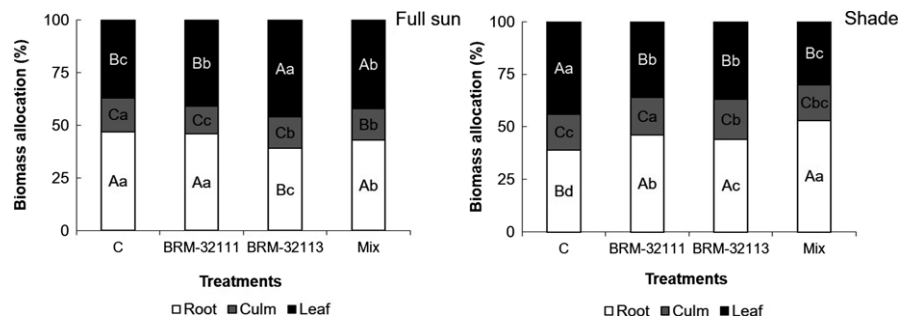 Full sun
Biomass allocation (%)
100
75
50
25
0
Bc Bb Aa Ab
Ca Cc Cb Bb
Aa Aa Bc Ab
C BRM-32111 BRM-32113 Mix
Treatments
□Root ■Culm ■Leaf
Shade
Biomass allocation (%)
100
75
50
25
0
Aa Bb Bb Bc
Cc Ca Cb Cbc
Bd Ab Ac Aa
C BRM-32111 BRM-32113 Mix
Treatments
□Root ■Culm ■Leaf